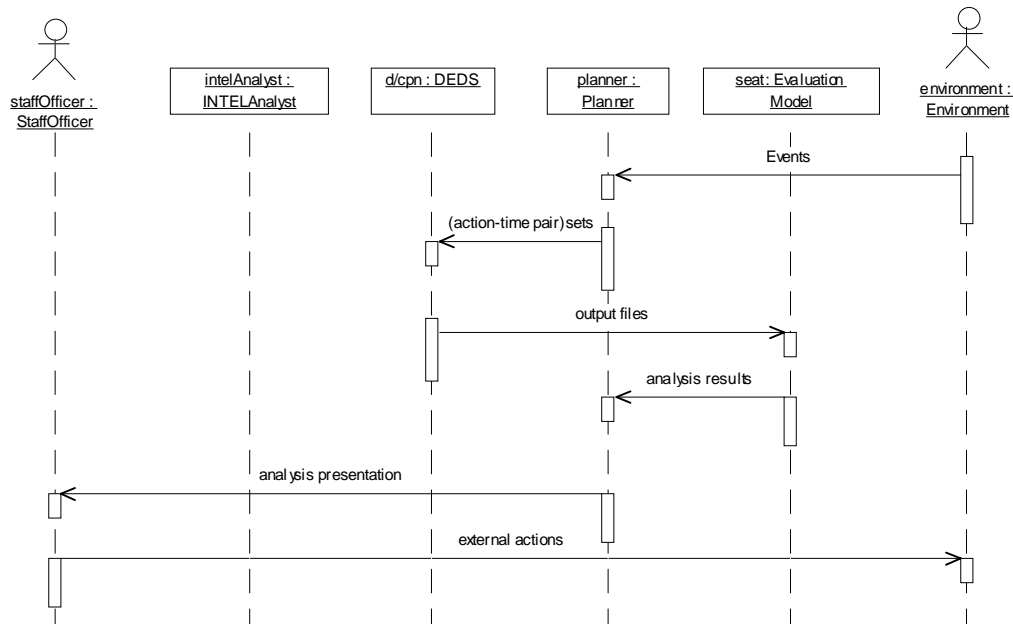 staffOfficer :
StaffOfficer
intelAnalyst :
INTELAnalyst
d/cpn : DEDS
planner :
Planner
seat: Evaluation
Model
environment :
Environment
Events
(action-time pair)sets
output files
analysis results
analysis presentation
external actions